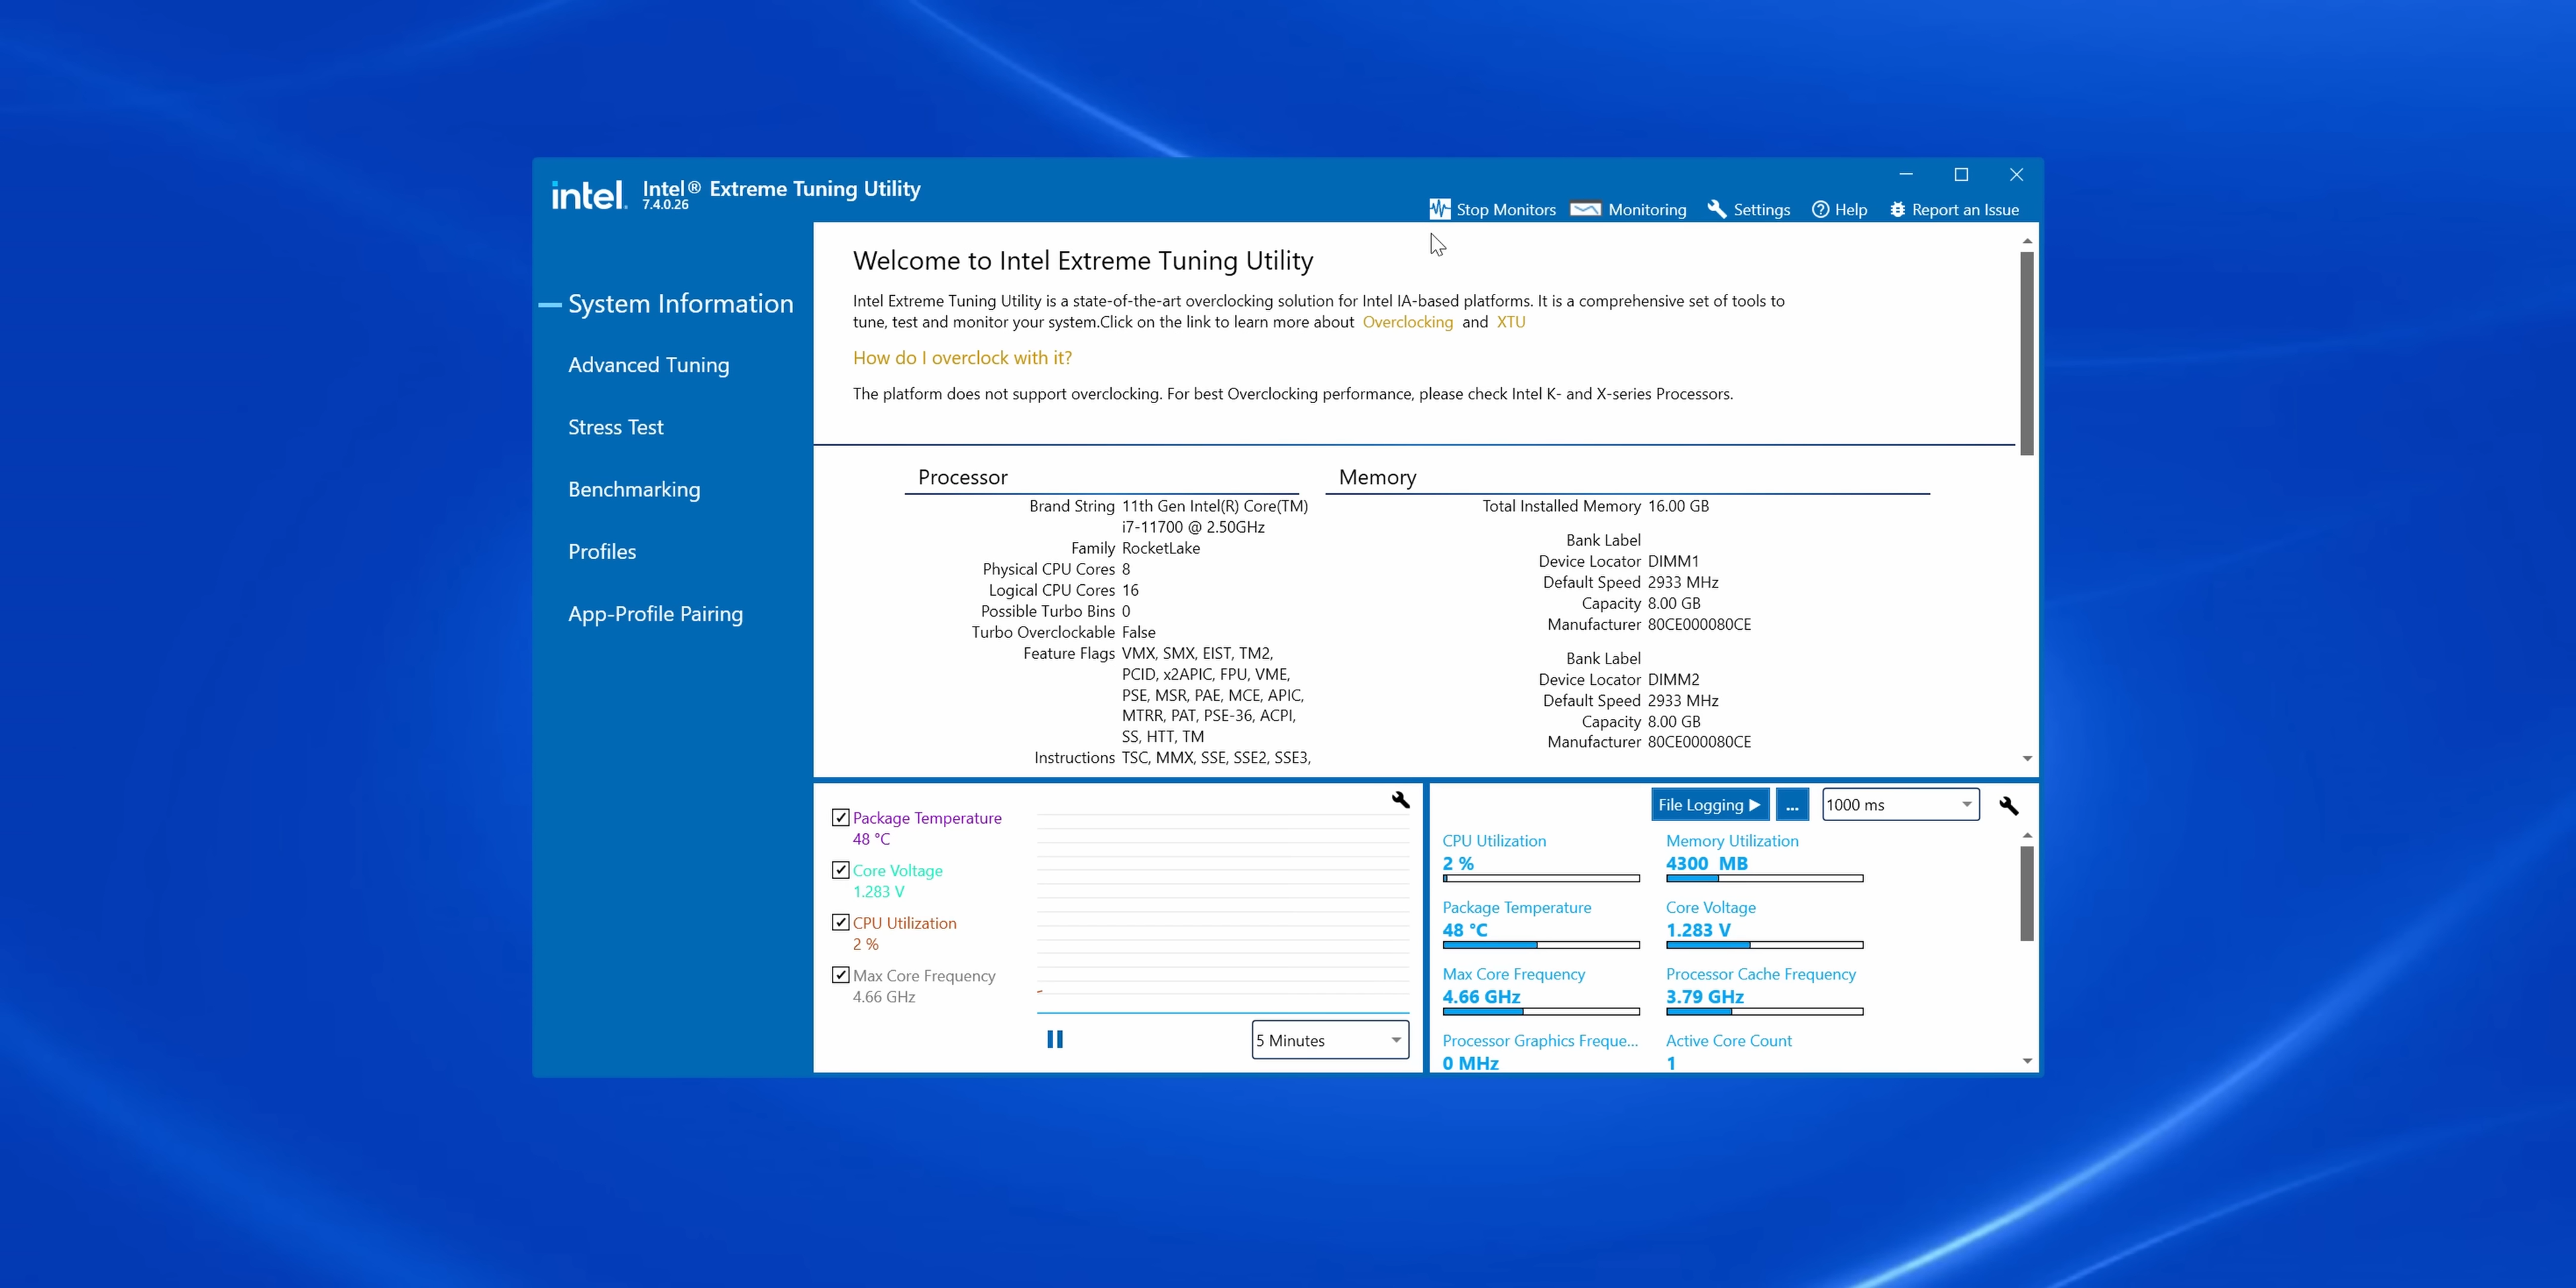 intel.
Intel® Extreme Tuning Utility
7.4.0.26
Stop Monitors
Monitoring
Settings
Help
Report an Issue
System Information
Advanced Tuning
Stress Test
Benchmarking
Profiles
App-Profile Pairing
Welcome to Intel Extreme Tuning Utility
Intel Extreme Tuning Utility is a state-of-the-art overclocking solution for Intel IA-based platforms. It is a comprehensive set of tools to
tune, test and monitor your system.Click on the link to learn more about Overclocking and XTU
How do I overclock with it?
The platform does not support overclocking. For best Overclocking performance, please check Intel K- and X-series Processors.
Processor
Brand String 11th Gen Intel(R) Core(TM)
i7-11700 @ 2.50GHz
Family RocketLake
Physical CPU Cores 8
Logical CPU Cores 16
Possible Turbo Bins 0
Turbo Overclockable False
Feature Flags VMX, SMX, EIST, TM2,
PCID, x2APIC, FPU, VME,
PSE, MSR, PAE, MCE, APIC,
MTRR, PAT, PSE-36, ACPI,
SS, HTT, TM
Instructions TSC, MMX, SSE, SSE2, SSE3,
Memory
Total Installed Memory 16.00 GB
Bank Label
Device Locator DIMM1
Default Speed 2933 MHz
Capacity 8.00 GB
Manufacturer 80CE000080CE
Bank Label
Device Locator DIMM2
Default Speed 2933 MHz
Capacity 8.00 GB
Manufacturer 80CE000080CE
Package Temperature
48 °C
Core Voltage
1.283 V
CPU Utilization
2 %
Max Core Frequency
4.66 GHz
5 Minutes
File Logging
...
1000 ms
CPU Utilization
2 %
Memory Utilization
4300 MB
Package Temperature
48 °C
Core Voltage
1.283 V
Max Core Frequency
4.66 GHz
Processor Cache Frequency
3.79 GHz
Processor Graphics Freque...
0 MHz
Active Core Count
1